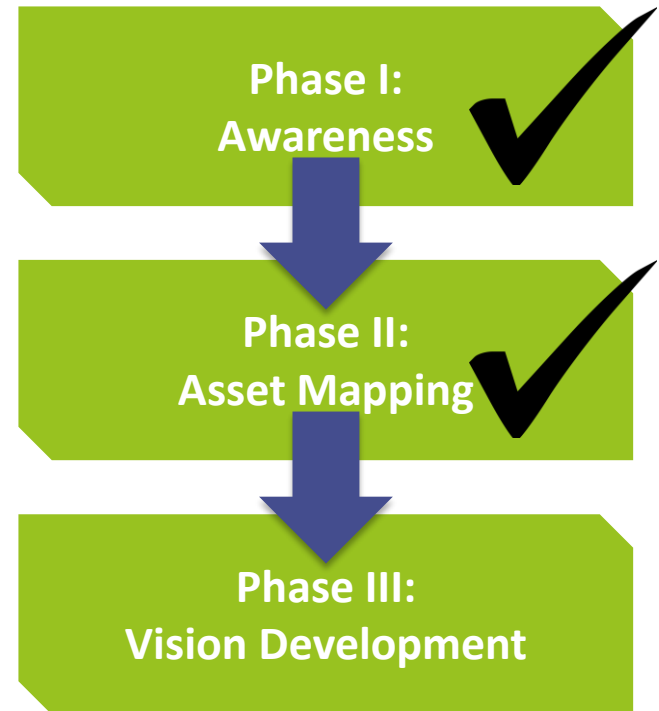 Phase I:
Awareness
Phase II:
Asset Mapping
Phase III:
Vision Development